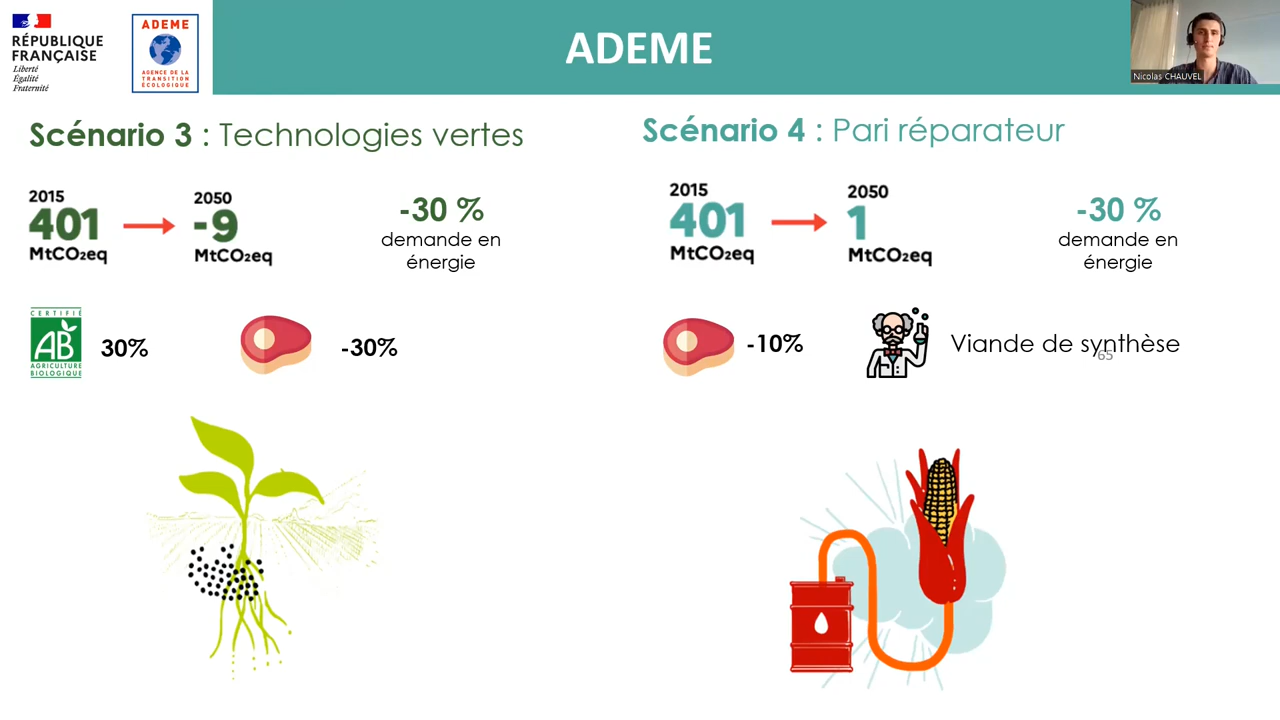 RÉPUBLIQUE
FRANÇAISE
Liberté
Égalité
Fraternité
ADEME
AGENCE DE LA
TRANSITION
ÉCOLOGIQUE
ADEME
Nicolas CHAUVEL
Scénario 3 : Technologies vertes
2015
401
MtCO₂eq
2050
-9
MtCO₂eq
-30 %
demande en
énergie
CERTIFIÉ
AB
AGRICULTURE
BIOLOGIQUE
30%
-30%
Scénario 4 : Pari réparateur
2015
401
MtCO₂eq
2050
1
MtCO₂eq
-30 %
demande en
énergie
-10%
Viande de synthèse
65